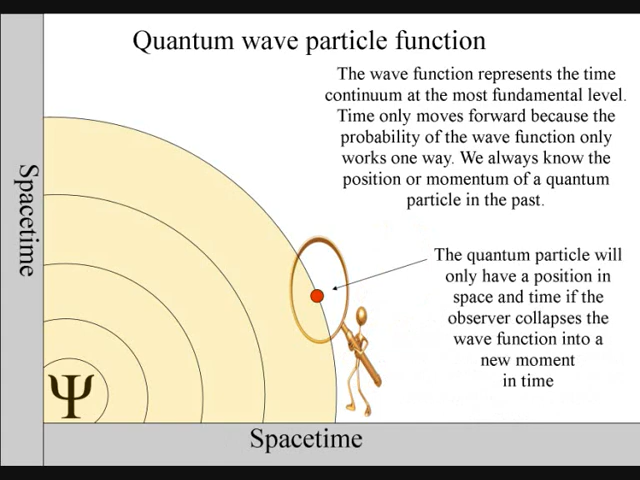 Quantum wave particle function
The wave function represents the time
continuum at the most fundamental level.
Time only moves forward because the
probability of the wave function only
works one way. We always know the
position or momentum of a quantum
particle in the past.
Spacetime
The quantum particle will
only have a position in
space and time if the
observer collapses the
wave function into a
new moment
in time
Ψ
Spacetime